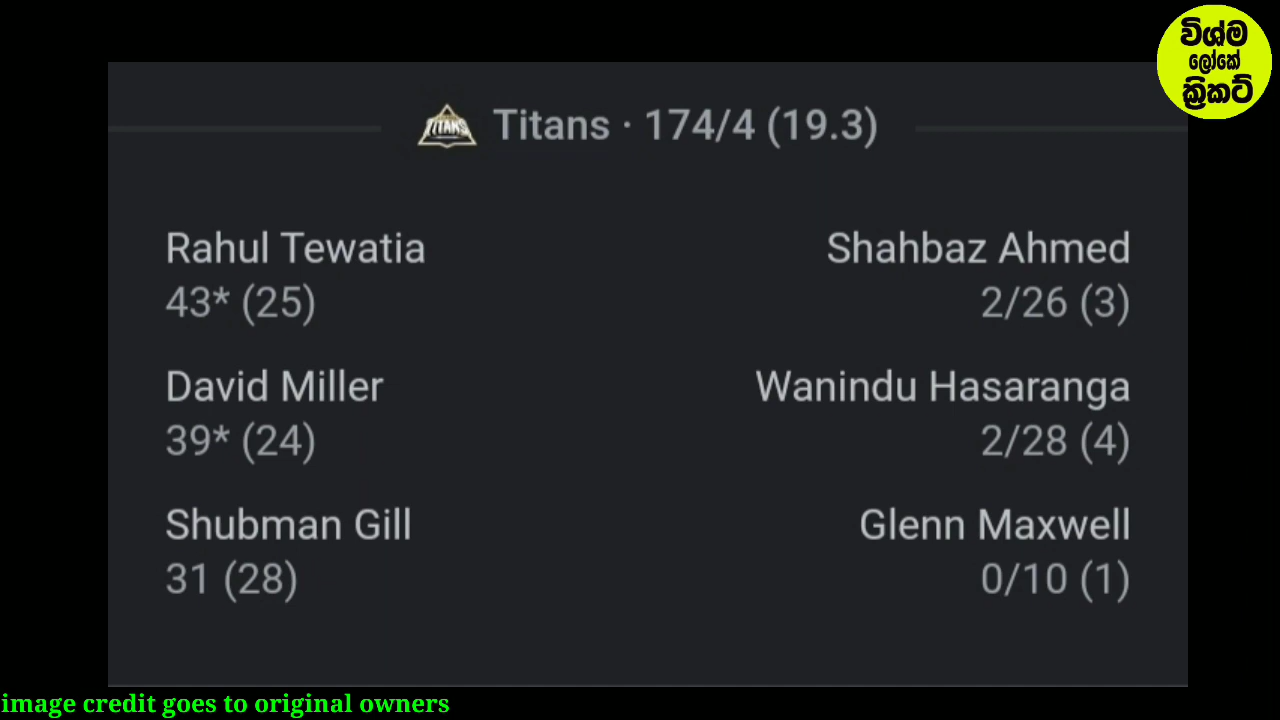 විශ්ම
ලෝකේ
ක්‍රිකට්
TITANS Titans · 174/4 (19.3)
Rahul Tewatia
43* (25)
Shahbaz Ahmed
2/26 (3)
David Miller
39* (24)
Wanindu Hasaranga
2/28 (4)
Shubman Gill
31 (28)
Glenn Maxwell
0/10 (1)
image credit goes to original owners